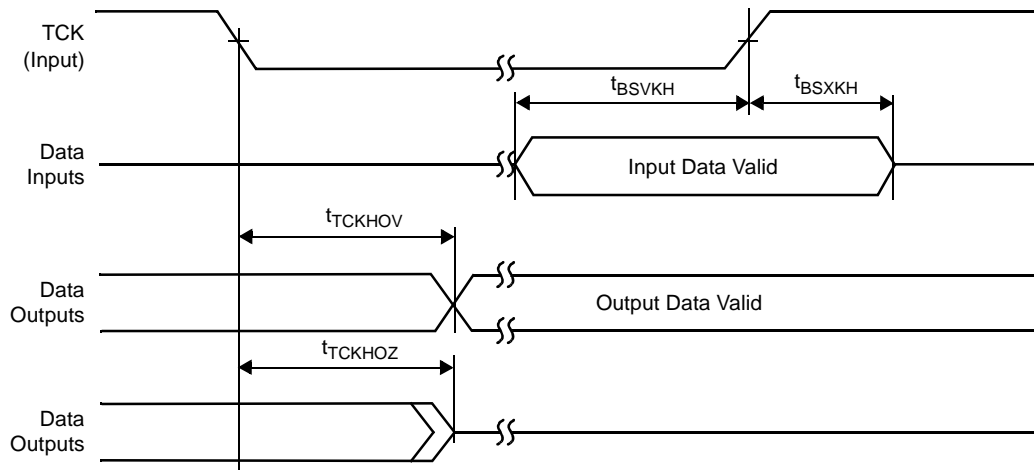 TCK
(Input)
tBSVKH
tBSXKH
Data
Inputs
Input Data Valid
tTCKHOV
Data
Outputs
Output Data Valid
tTCKHOZ
Data
Outputs